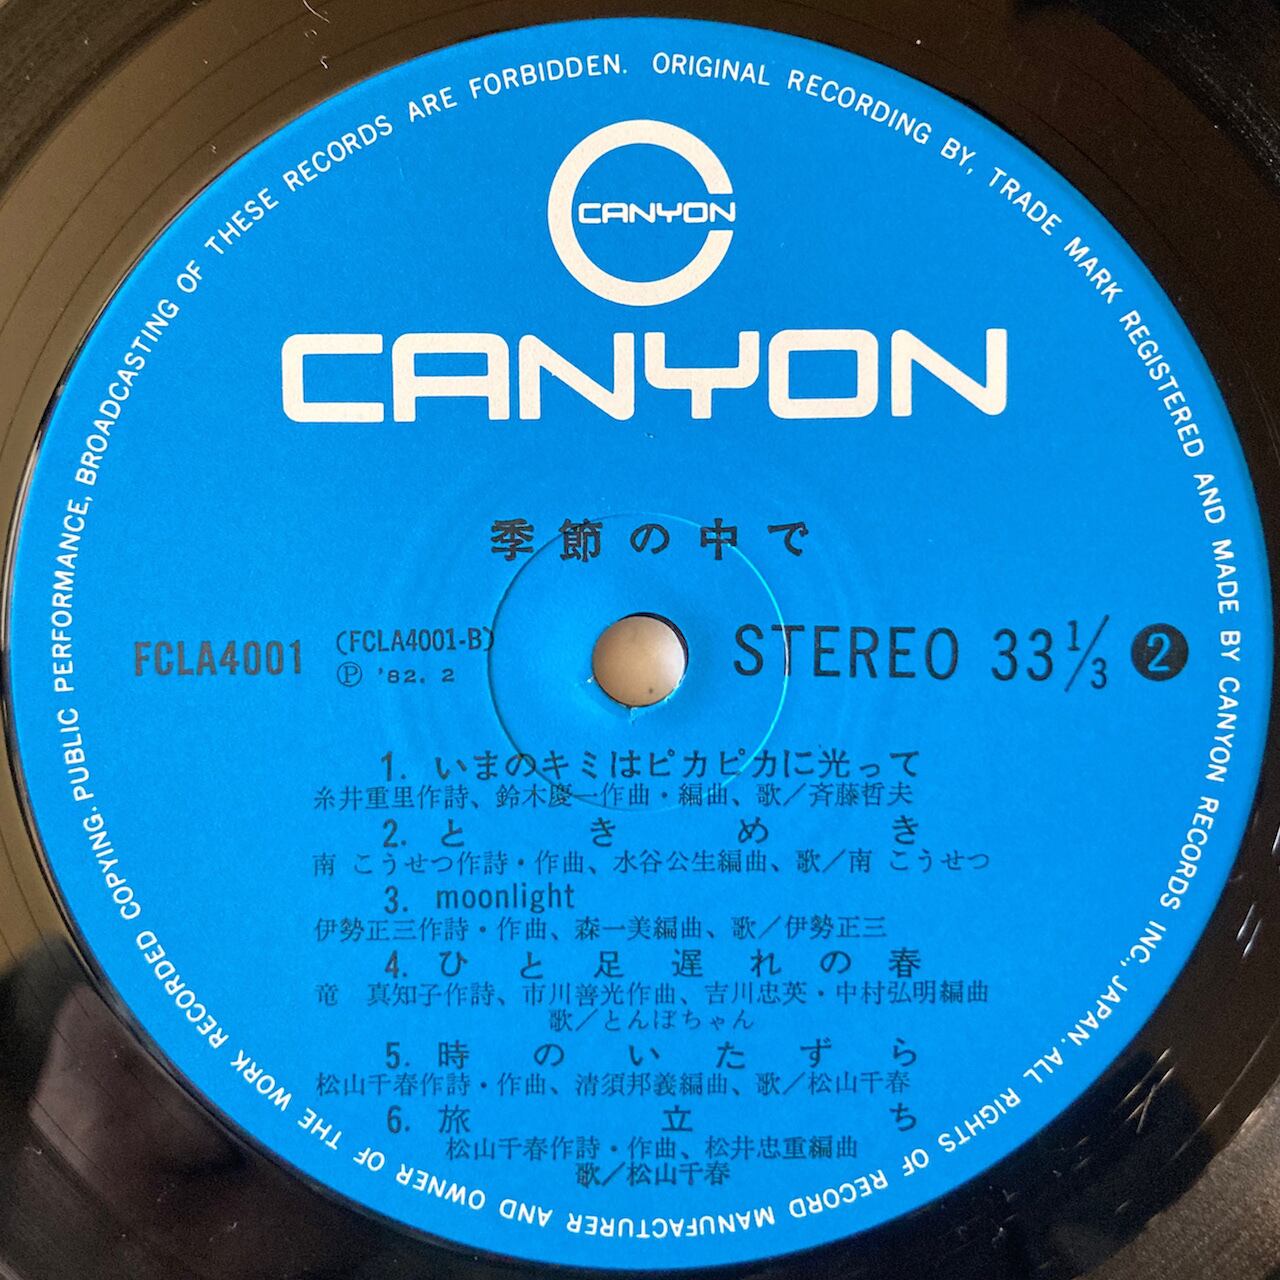 ORIGINAL RECORDING BY, TRADE MARK REGISTERED AND MADE BY CANYON RECORDS INC., JAPAN. ALL RIGHTS OF RECORD MANUFACTURER AND OWNER OF THE WORK RECORDED COPYING. PUBLIC PERFORMANCE, BROADCASTING OF THESE RECORDS ARE FORBIDDEN.
CANYON
CANYON
季節の中で
FCLA4001 (FCLA4001-B) STEREO 33 1/3 2
Ⓟ '82. 2
1. いまのキミはピカピカに光って
糸井重里作詩、鈴木慶一作曲・編曲、歌／斉藤哲夫
2. ときめき
南 こうせつ作詩・作曲、水谷公生編曲、歌／南 こうせつ
3. moonlight
伊勢正三作詩・作曲、森一美編曲、歌／伊勢正三
4. ひと足遅れの春
竜 真知子作詩、市川善光作曲、吉川忠英・中村弘明編曲
歌／とんぼちゃん
5. 時のいたずら
松山千春作詩・作曲、清須邦義編曲、歌／松山千春
6. 旅立ち
松山千春作詩・作曲、松井忠重編曲
歌／松山千春